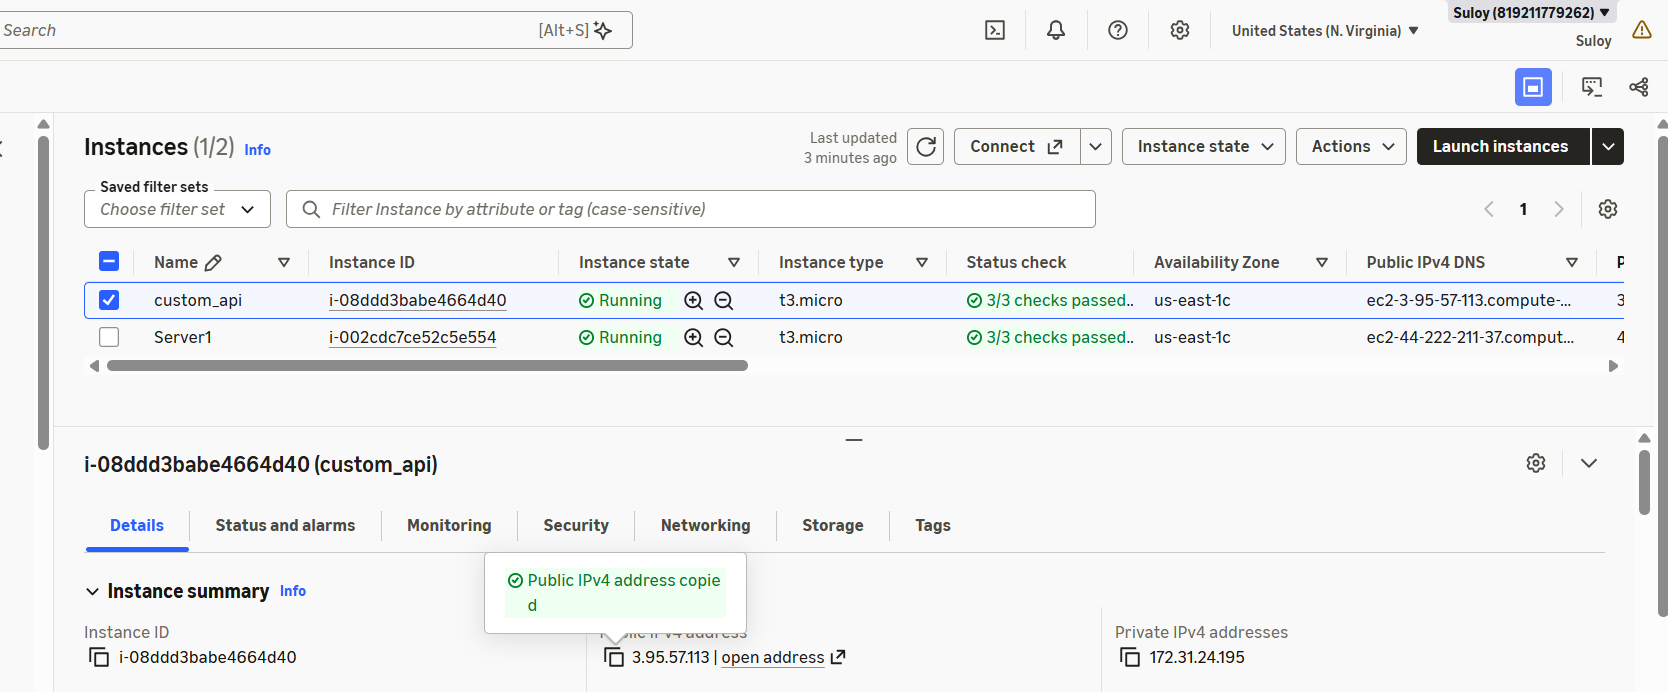 Search [Alt+S]
United States (N. Virginia)
Suloy (819211779262)
Suloy
Instances (1/2) Info
Last updated
3 minutes ago
Connect
Instance state
Actions
Launch instances
Saved filter sets
Choose filter set
Filter Instance by attribute or tag (case-sensitive)
1
Name Instance ID Instance state Instance type Status check Availability Zone Public IPv4 DNS P
custom_api i-08ddd3babe4664d40 Running t3.micro 3/3 checks passed.. us-east-1c ec2-3-95-57-113.compute-... 3
Server1 i-002cdc7ce52c5e554 Running t3.micro 3/3 checks passed.. us-east-1c ec2-44-222-211-37.comput... 4
i-08ddd3babe4664d40 (custom_api)
Details Status and alarms Monitoring Security Networking Storage Tags
Public IPv4 address copie
d
Instance summary Info
Instance ID
i-08ddd3babe4664d40
Public IPv4 address
3.95.57.113 | open address
Private IPv4 addresses
172.31.24.195